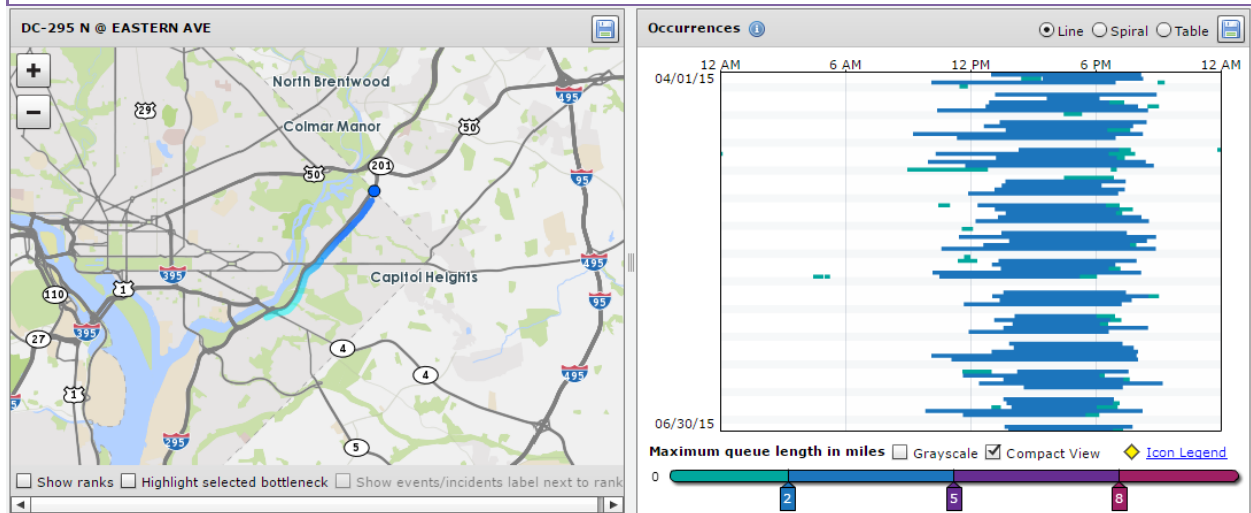 DC-295 N @ EASTERN AVE
+
−
North Brentwood
495
29
Colmar Manor
50
201
50
95
Capitol Heights
395
495
110
1
95
395
27
4
495
4
1
5
295
5
Show ranks Highlight selected bottleneck Show events/incidents label next to rank
Occurrences i Line Spiral Table
12 AM 6 AM 12 PM 6 PM 12 AM
04/01/15
06/30/15
Maximum queue length in miles Grayscale Compact View Icon Legend
0
2 5 8